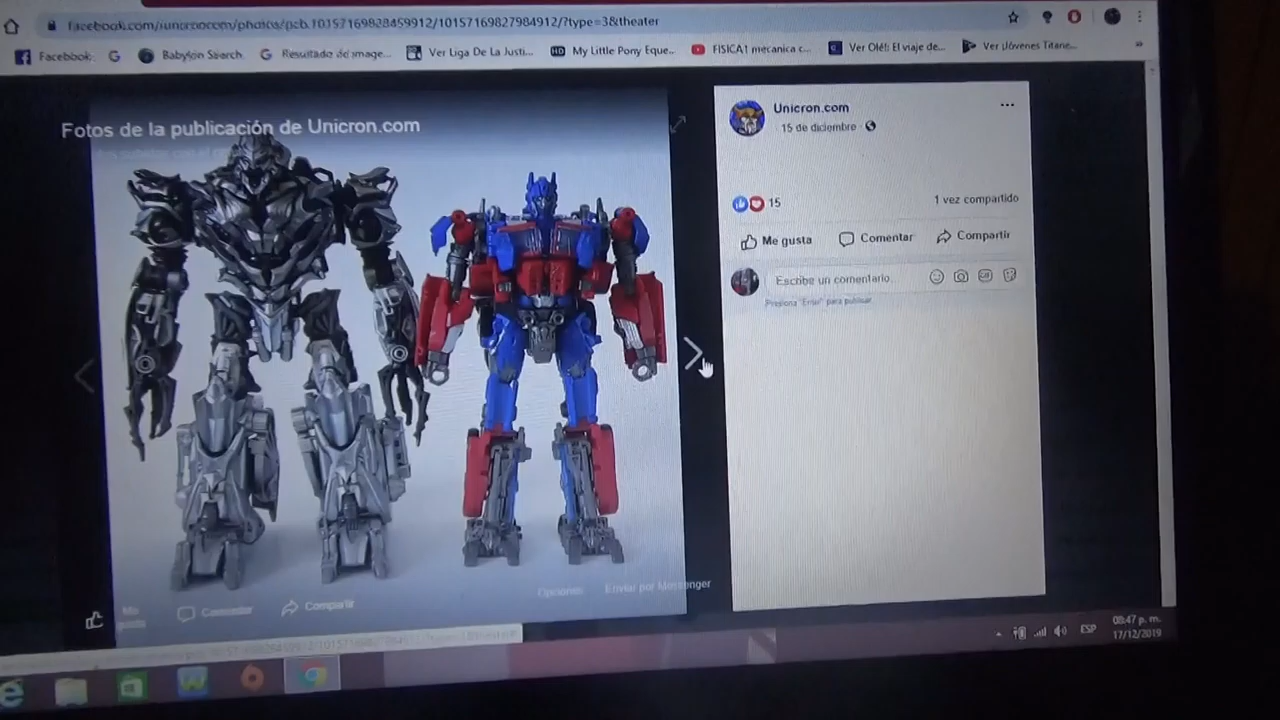 facebook.com/unicroncom/photos/pcb.10157169828459912/10157169827984912/?type=3&theater
Facebook
Babylon Search
Resultado de image...
Ver Liga De La Justi...
My Little Pony Eque...
FISICA1 mecanica c...
Ver Olé!: El viaje de...
Ver Jóvenes Titane...
Fotos de la publicación de Unicron.com
Unicron.com
15 de diciembre
15
1 vez compartido
Me gusta
Comentar
Compartir
Escribe un comentario.
Presiona "Enter" para publicar.
Opciones
Enviar por Messenger
Me gusta
Comentar
Compartir
ESP
08:47 p. m.
17/12/2019